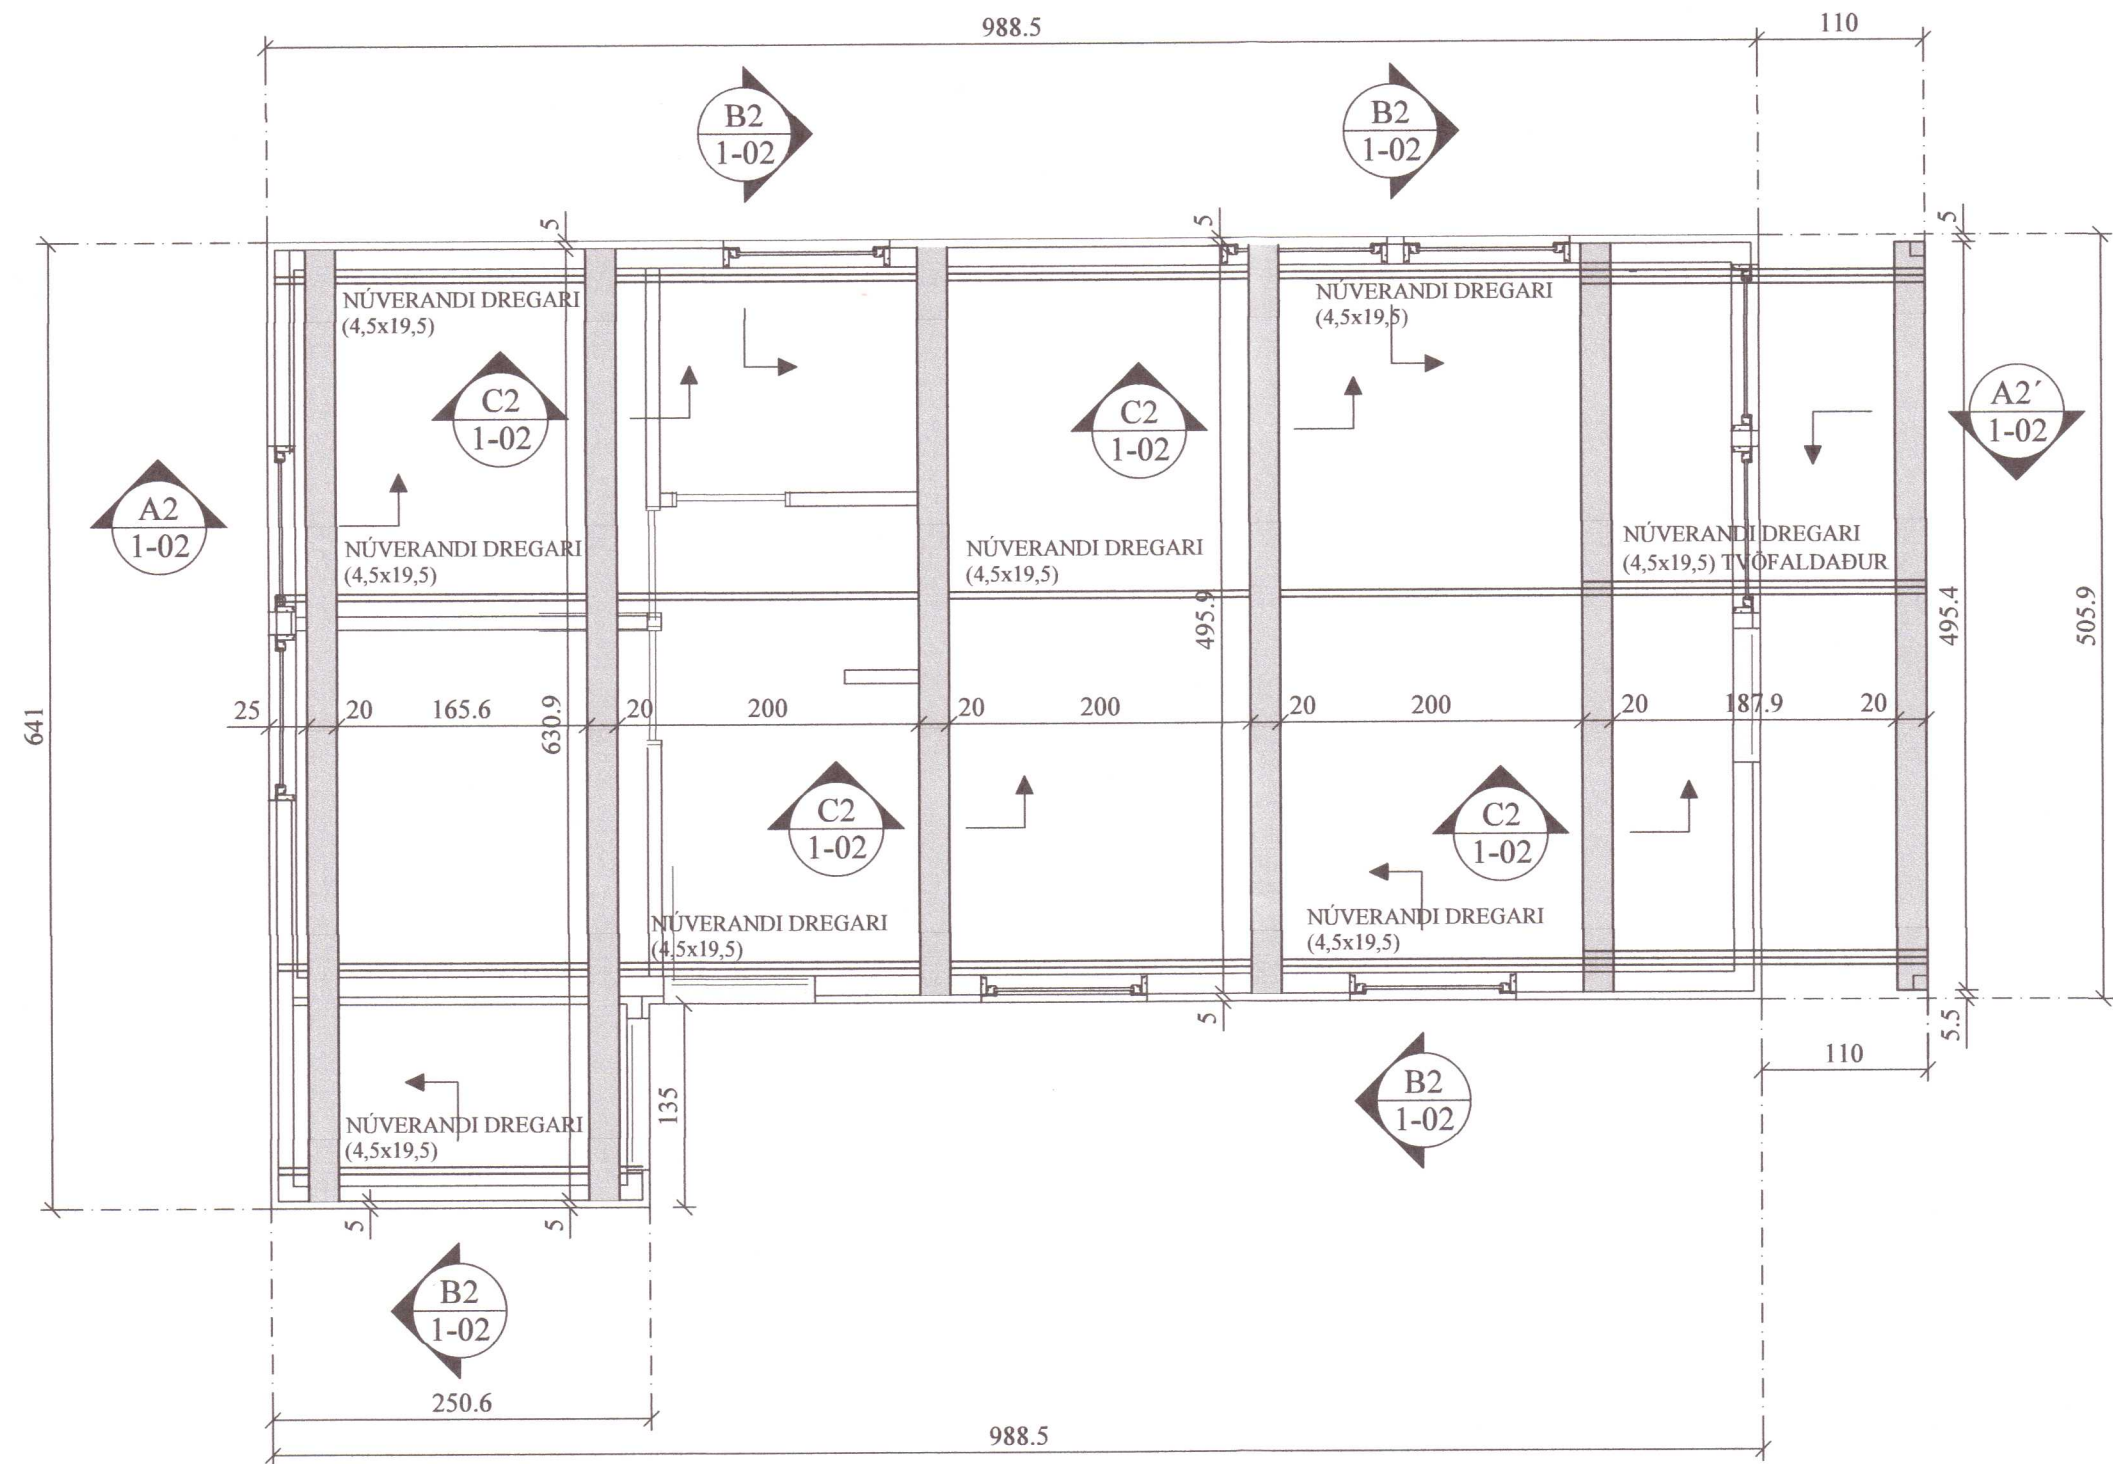 988.5
110
B2
1-02
B2
1-02
5
5
5
NÚVERANDI DREGARI
(4,5x19,5)
NÚVERANDI DREGARI
(4,5x19,5)
C2
1-02
C2
1-02
A2´
1-02
A2
1-02
NÚVERANDI DREGARI
(4,5x19,5)
NÚVERANDI DREGARI
(4,5x19,5)
NÚVERANDI DREGARI
(4,5x19,5) TVÖFALDAÐUR
495.9
495.4
505.9
641
25
20
165.6
630.9
20
200
20
200
20
200
20
187.9
20
C2
1-02
C2
1-02
NÚVERANDI DREGARI
(4,5x19,5)
NÚVERANDI DREGARI
(4,5x19,5)
5
5.5
110
135
B2
1-02
NÚVERANDI DREGARI
(4,5x19,5)
5
5
B2
1-02
250.6
988.5